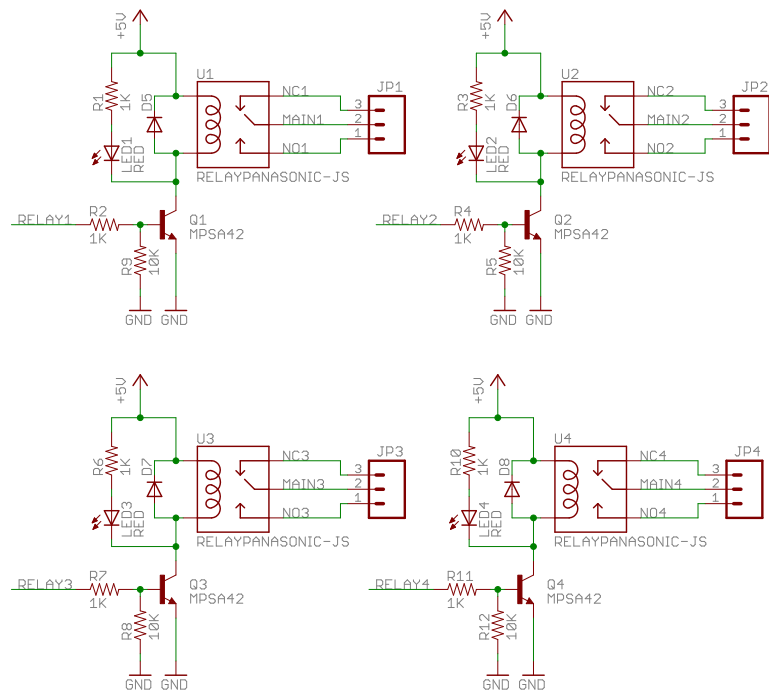 +5V
R1
1K
LED1
RED
D5
U1
NC1
MAIN1
NO1
JP1
3
2
1
RELAYPANASONIC-JS
RELAY1
R2
1K
R9
10K
Q1
MPSA42
GND
GND
+5V
R3
1K
LED2
RED
D6
U2
NC2
MAIN2
NO2
JP2
3
2
1
RELAYPANASONIC-JS
RELAY2
R4
1K
R5
10K
Q2
MPSA42
GND
GND
+5V
R6
1K
LED3
RED
D7
U3
NC3
MAIN3
NO3
JP3
3
2
1
RELAYPANASONIC-JS
RELAY3
R7
1K
R8
10K
Q3
MPSA42
GND
GND
+5V
R10
1K
LED4
RED
D8
U4
NC4
MAIN4
NO4
JP4
3
2
1
RELAYPANASONIC-JS
RELAY4
R11
1K
R12
10K
Q4
MPSA42
GND
GND